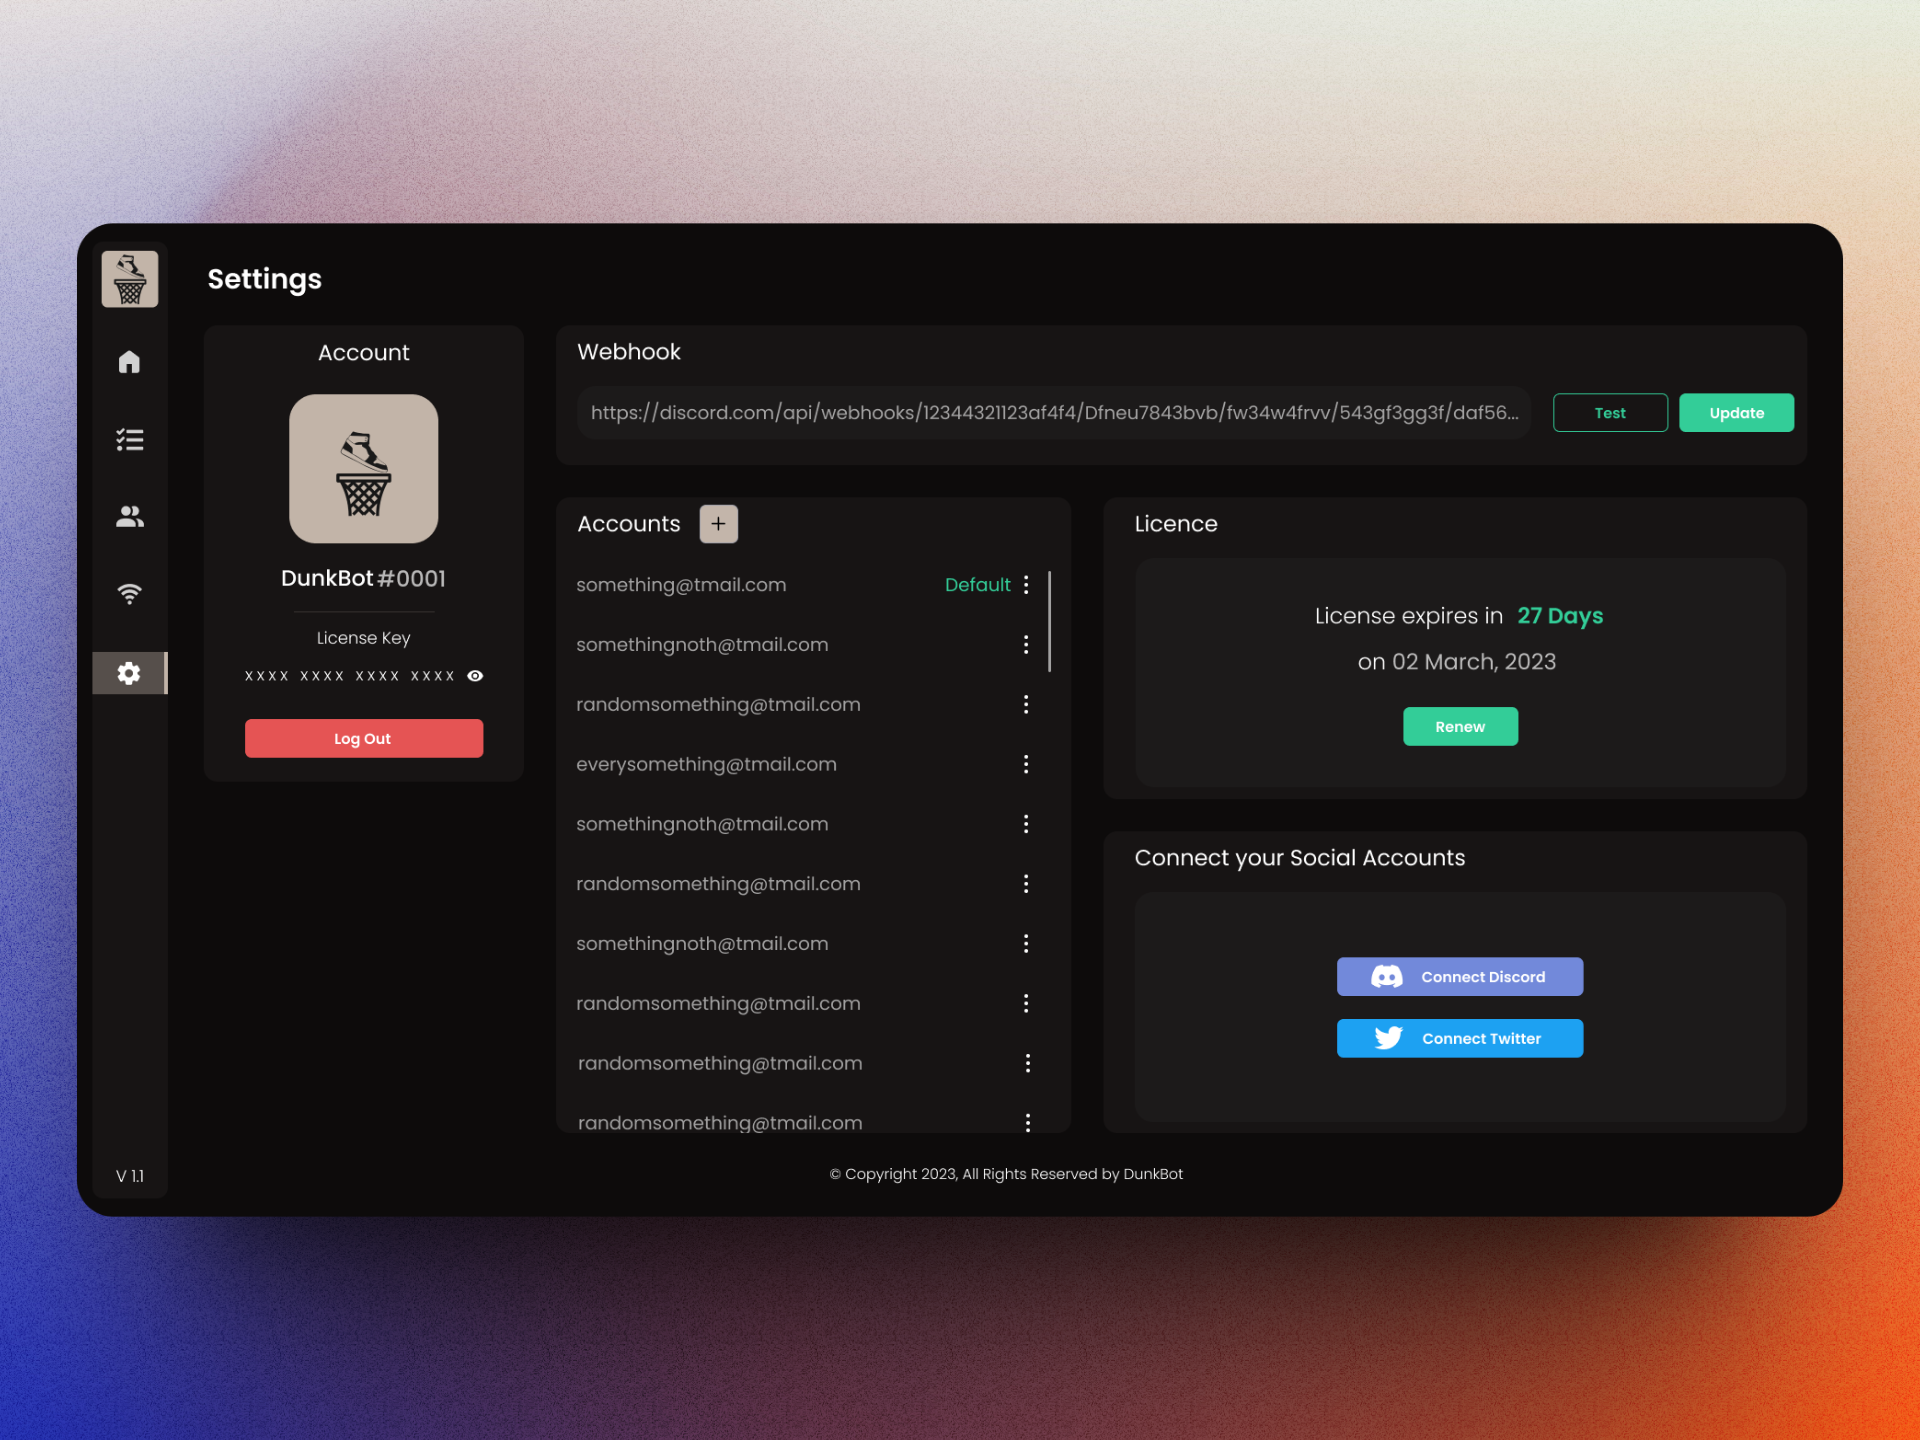 Settings
Account
DunkBot #0001
License Key
XXXX XXXX XXXX XXXX
Log Out
Webhook
https://discord.com/api/webhooks/12344321123af4f4/Dfneu7843bvb/fw34w4frvv/543gf3gg3f/daf56...
Test
Update
Accounts +
something@tmail.com Default
somethingnoth@tmail.com
randomsomething@tmail.com
everysomething@tmail.com
somethingnoth@tmail.com
randomsomething@tmail.com
somethingnoth@tmail.com
randomsomething@tmail.com
randomsomething@tmail.com
randomsomething@tmail.com
Licence
License expires in 27 Days
on 02 March, 2023
Renew
Connect your Social Accounts
Connect Discord
Connect Twitter
V 1.1
© Copyright 2023, All Rights Reserved by DunkBot